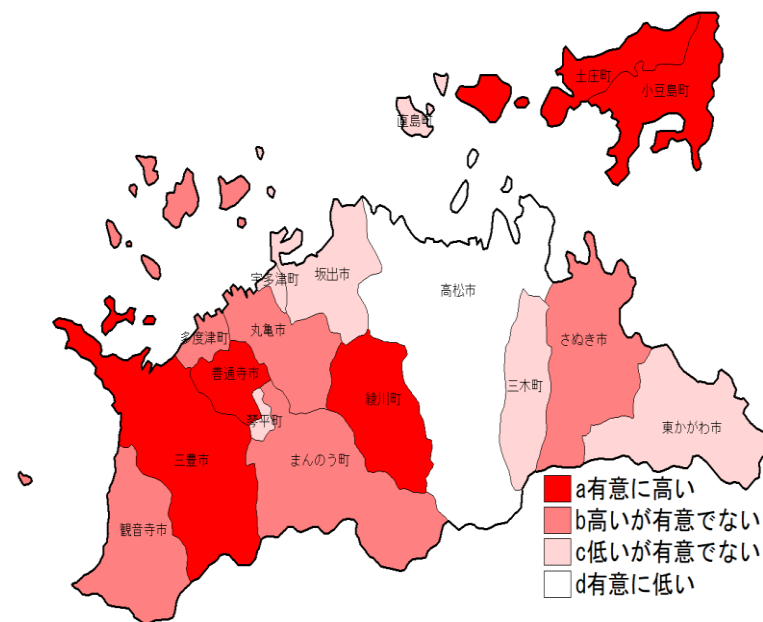 土庄町
小豆島町
直島町
宇多津町
坂出市
高松市
多度津町
丸亀市
さぬき市
善通寺市
綾川町
三木町
琴平町
東かがわ市
三豊市
まんのう町
観音寺市
a有意に高い
b高いが有意でない
c低いが有意でない
d有意に低い